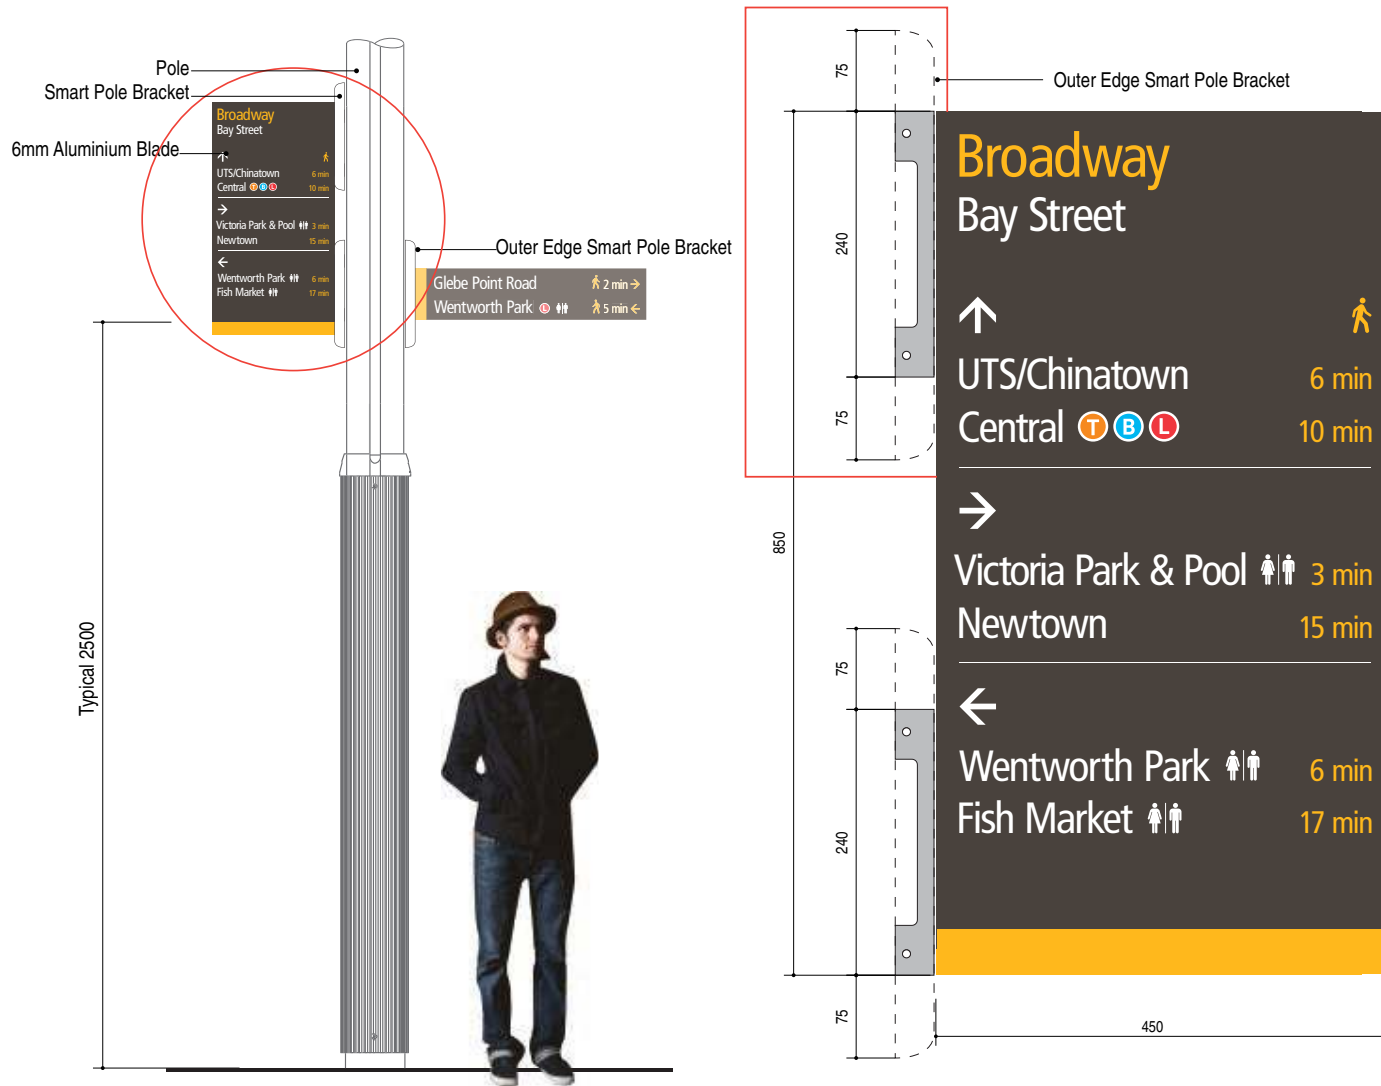 Pole
Smart Pole Bracket
6mm Aluminium Blade
Broadway
Bay Street
UTS/Chinatown 6 min
Central T B L 10 min
Victoria Park & Pool 3 min
Newtown 15 min
Wentworth Park 6 min
Fish Market 17 min
Outer Edge Smart Pole Bracket
Glebe Point Road 2 min →
Wentworth Park L 5 min ←
Typical 2500
75
240
75
850
75
240
75
450
Outer Edge Smart Pole Bracket
Broadway
Bay Street
↑
UTS/Chinatown 6 min
Central T B L 10 min
→
Victoria Park & Pool 3 min
Newtown 15 min
←
Wentworth Park 6 min
Fish Market 17 min